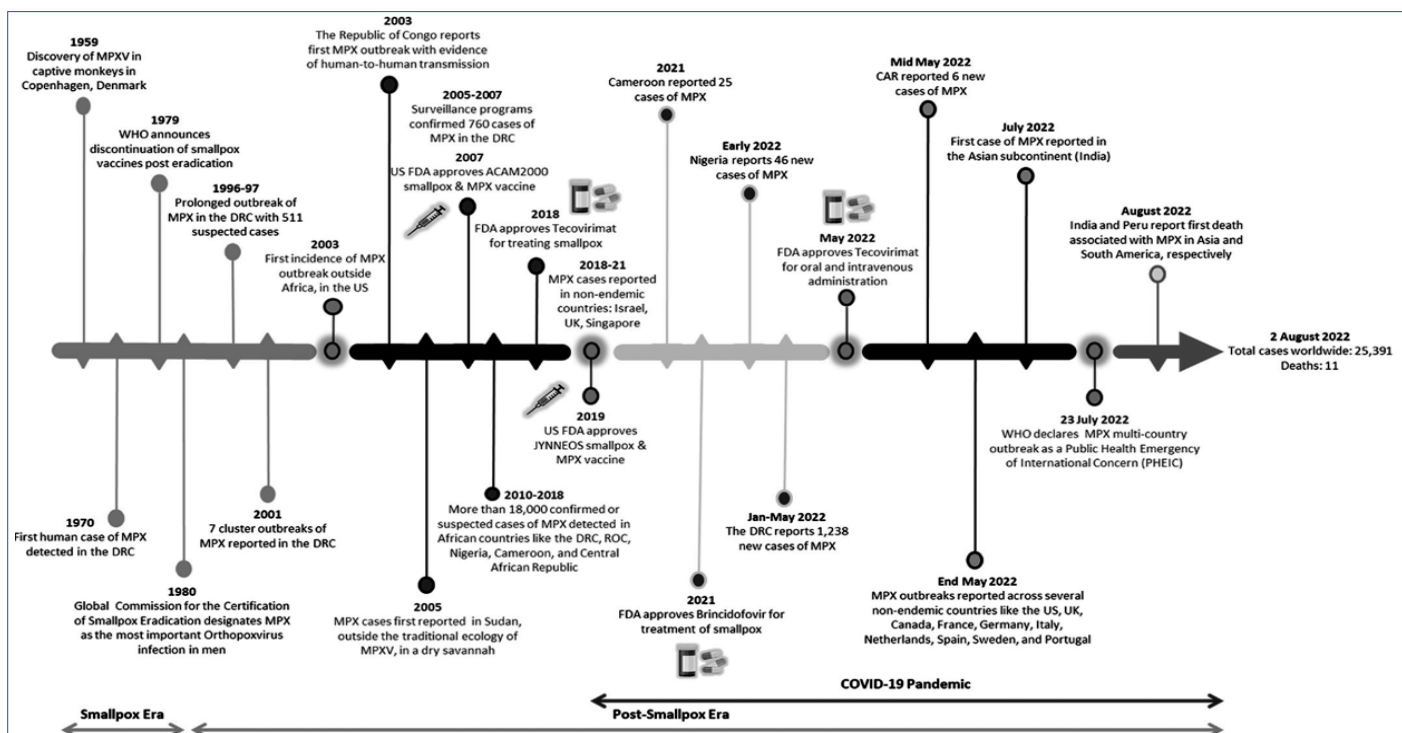 1959
Discovery of MPXV in
captive monkeys in
Copenhagen, Denmark
1979
WHO announces
discontinuation of smallpox
vaccines post eradication
1996-97
Prolonged outbreak of
MPX in the DRC with 511
suspected cases
2003
First incidence of MPX
outbreak outside
Africa, in the US
2003
The Republic of Congo reports
first MPX outbreak with evidence
of human-to-human transmission
2005-2007
Surveillance programs
confirmed 760 cases of
MPX in the DRC
2007
US FDA approves ACAM2000
smallpox & MPX vaccine
2018
FDA approves Tecovirimat
for treating smallpox
2018-21
MPX cases reported
in non-endemic
countries: Israel,
UK, Singapore
2021
Cameroon reported 25
cases of MPX
Early 2022
Nigeria reports 46 new
cases of MPX
May 2022
FDA approves Tecovirimat
for oral and intravenous
administration
Mid May 2022
CAR reported 6 new
cases of MPX
July 2022
First case of MPX reported in
the Asian subcontinent (India)
August 2022
India and Peru report first death
associated with MPX in Asia and
South America, respectively
2 August 2022
Total cases worldwide: 25,391
Deaths: 11
1970
First human case of MPX
detected in the DRC
1980
Global Commission for the Certification
of Smallpox Eradication designates MPX
as the most important Orthopoxvirus
infection in men
2001
7 cluster outbreaks of
MPX reported in the DRC
2005
MPX cases first reported in Sudan,
outside the traditional ecology of
MPXV, in a dry savannah
2010-2018
More than 18,000 confirmed or
suspected cases of MPX detected in
African countries like the DRC, ROC,
Nigeria, Cameroon, and Central
African Republic
2019
US FDA approves
JYNNEOS smallpox &
MPX vaccine
2021
FDA approves Brincidofovir for
treatment of smallpox
Jan-May 2022
The DRC reports 1,238
new cases of MPX
End May 2022
MPX outbreaks reported across several
non-endemic countries like the US, UK,
Canada, France, Germany, Italy,
Netherlands, Spain, Sweden, and Portugal
23 July 2022
WHO declares MPX multi-country
outbreak as a Public Health Emergency
of International Concern (PHEIC)
COVID-19 Pandemic
Smallpox Era
Post-Smallpox Era